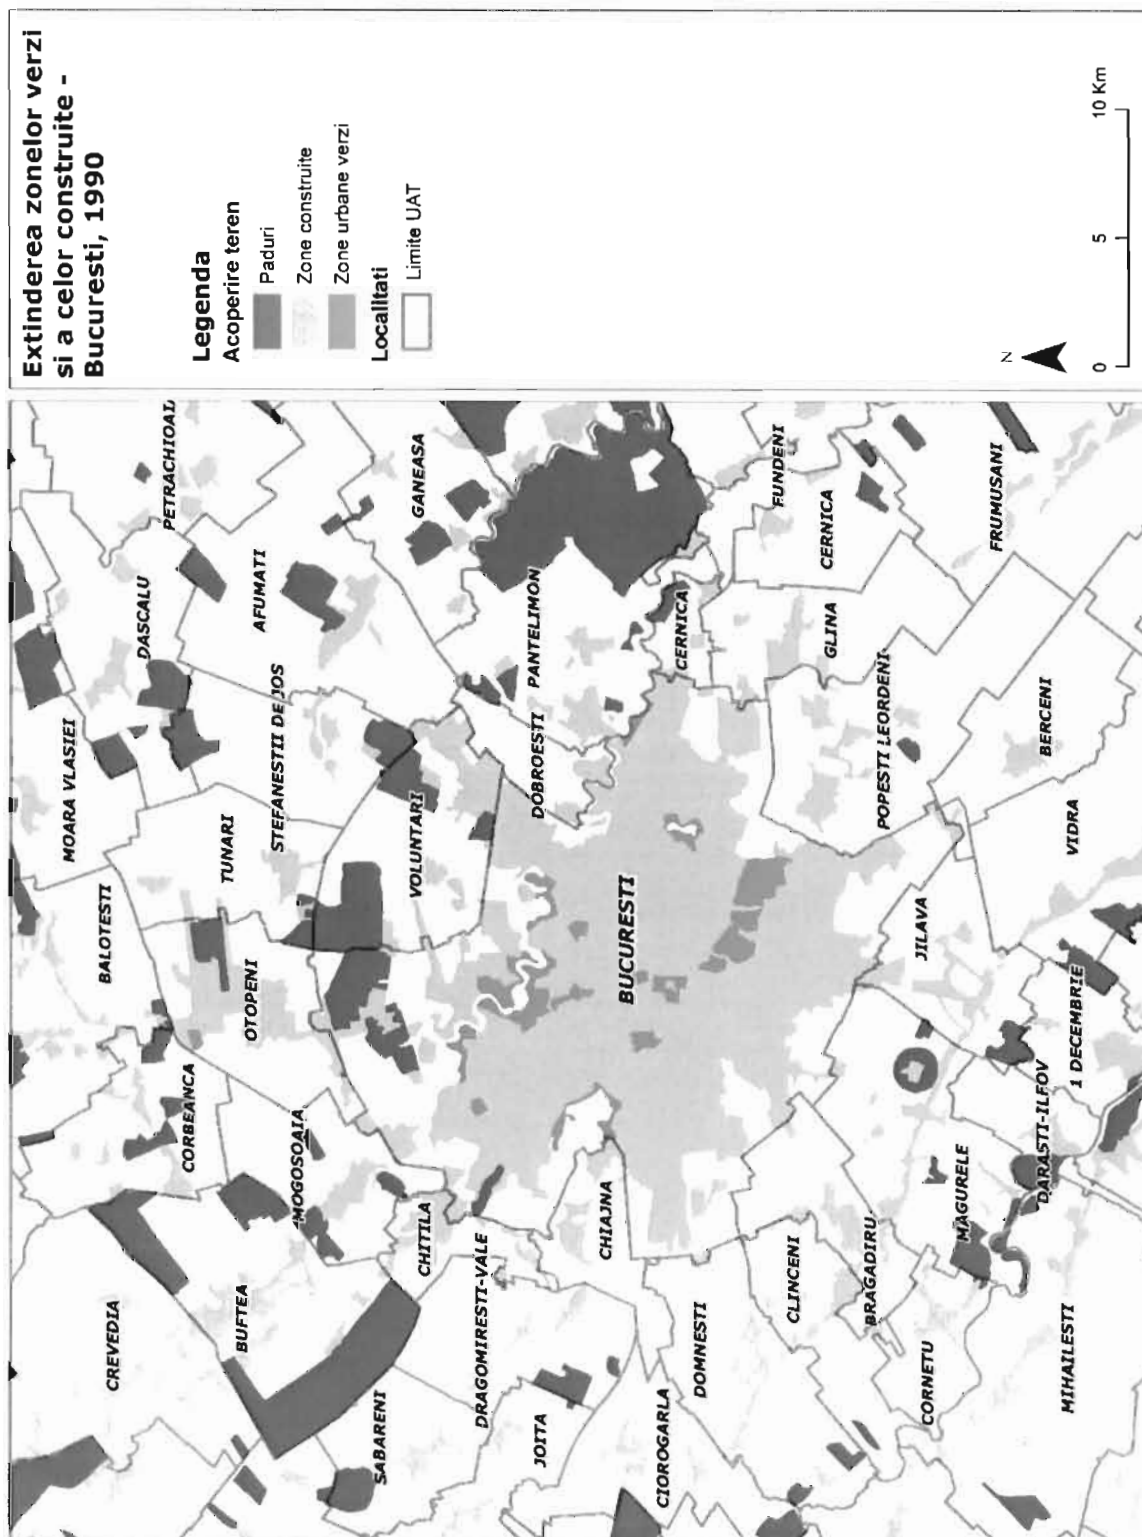 Extinderea zonelor verzi
si a celor construite -
Bucuresti, 1990
Legenda
Acoperire teren
Paduri
Zone construite
Zone urbane verzi
Localitati
Limite UAT
N
0 5 10 Km
CREVEDIA
CORBEANCA
BALOTESTI
MOARA VLASIEI
DASCALU
PETRACHIOAI
BUFTEA
MOGOSOAIA
OTOPENI
TUNARI
STEFANESTII DE JOS
AFUMATI
SABARENI
CHITILA
VOLUNTARI
GANEASA
DRAGOMIRESTI-VALE
JOITA
DOBROESTI
PANTELIMON
CHIAJNA
BUCURESTI
CERNICA
CIOROGARLA
DOMNESTI
FUNDENI
CLINCENI
GLINA
CERNICA
BRAGADIRU
POPESTI LEORDENI
CORNETU
MAGURELE
JILAVA
FRUMUSANI
DARASTI-ILFOV
1 DECEMBRIE
BERCENI
MIHAILESTI
VIDRA